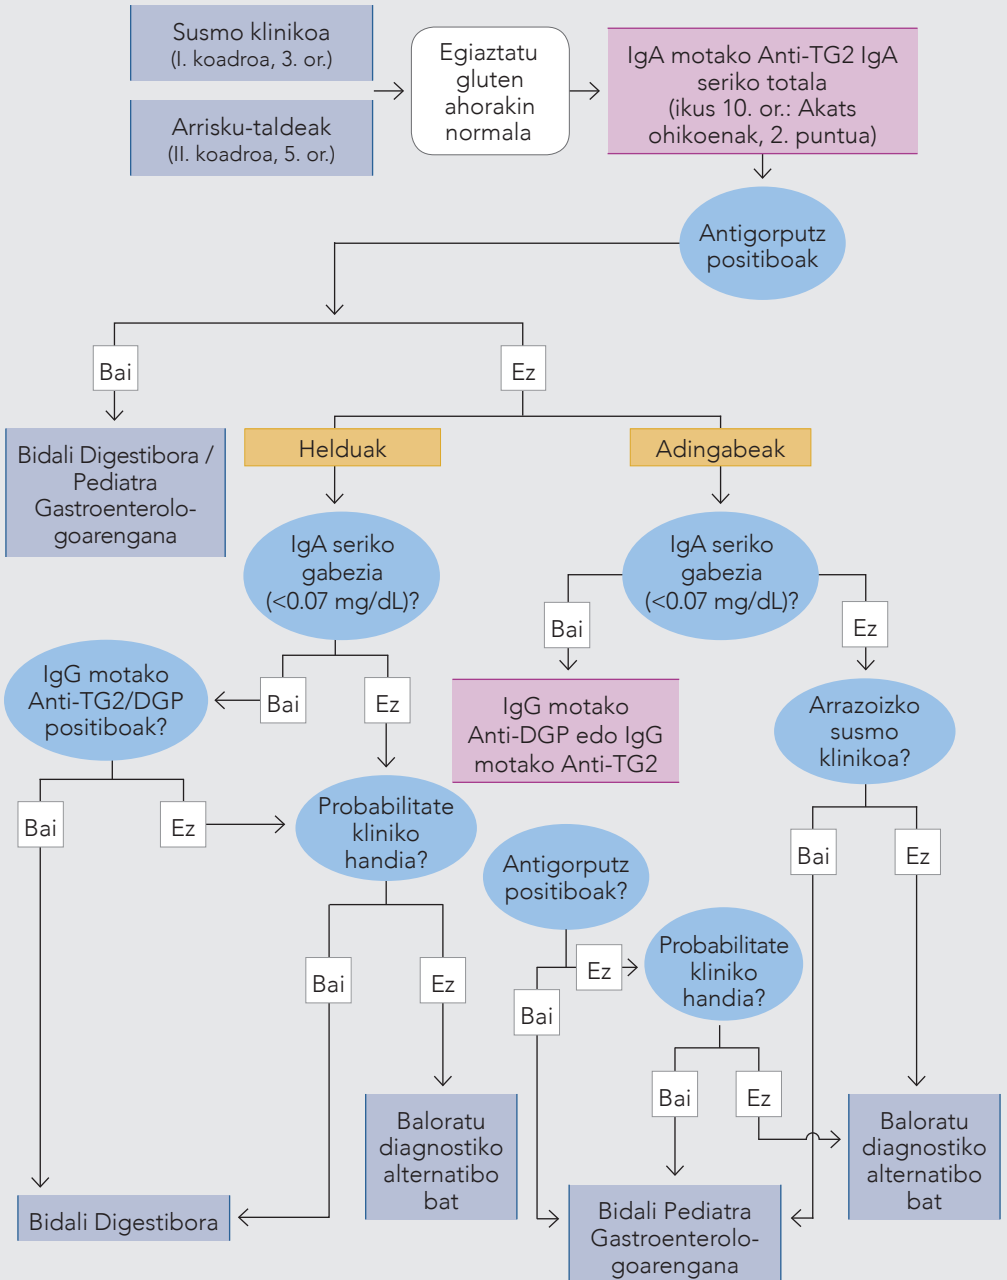 Susmo klinikoa
(I. koadroa, 3. or.)
Arrisku-taldeak
(II. koadroa, 5. or.)
Egiaztatu
gluten
ahorakin
normala
IgA motako Anti-TG2 IgA
seriko totala
(ikus 10. or.: Akats
ohikoenak, 2. puntua)
Antigorputz
positiboak
Bai
Ez
Bidali Digestibora /
Pediatra
Gastroenterolo-
goarengana
Helduak
Adingabeak
IgA seriko
gabezia
(<0.07 mg/dL)?
IgA seriko
gabezia
(<0.07 mg/dL)?
Bai
Ez
Bai
Ez
IgG motako
Anti-TG2/DGP
positiboak?
IgG motako
Anti-DGP edo IgG
motako Anti-TG2
Arrazoizko
susmo
klinikoa?
Bai
Ez
Probabilitate
kliniko
handia?
Antigorputz
positiboak?
Bai
Ez
Bai
Ez
Bai
Ez
Probabilitate
kliniko
handia?
Bai
Ez
Baloratu
diagnostiko
alternatibo
bat
Baloratu
diagnostiko
alternatibo
bat
Bidali Digestibora
Bidali Pediatra
Gastroenterolo-
goarengana